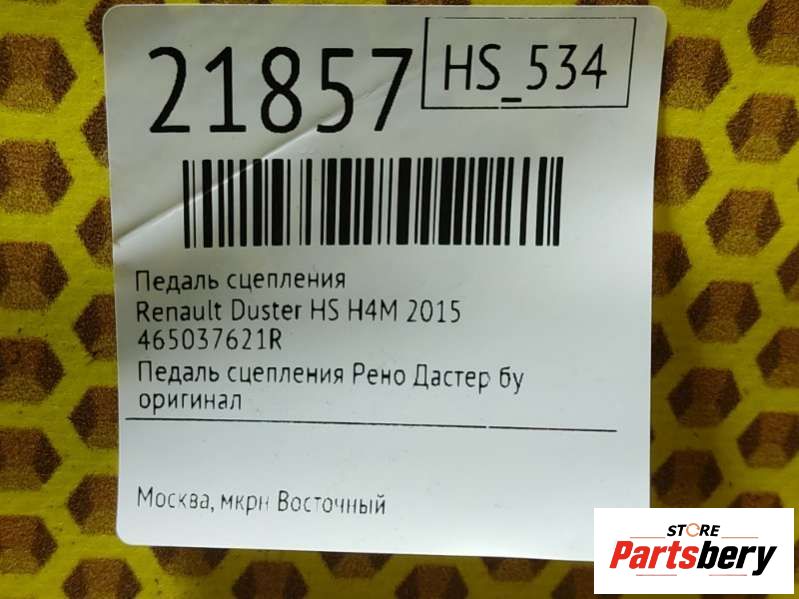 21857
HS_534
Педаль сцепления
Renault Duster HS H4M 2015
465037621R
Педаль сцепления Рено Дастер бу
оригинал
Москва, мкрн Восточный
STORE
Partsbery